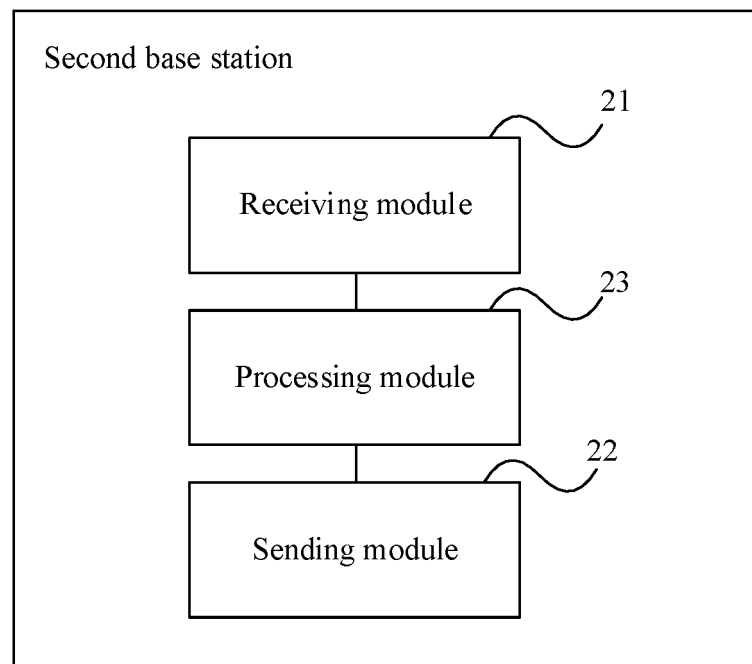 Second base station
21
Receiving module
23
Processing module
22
Sending module